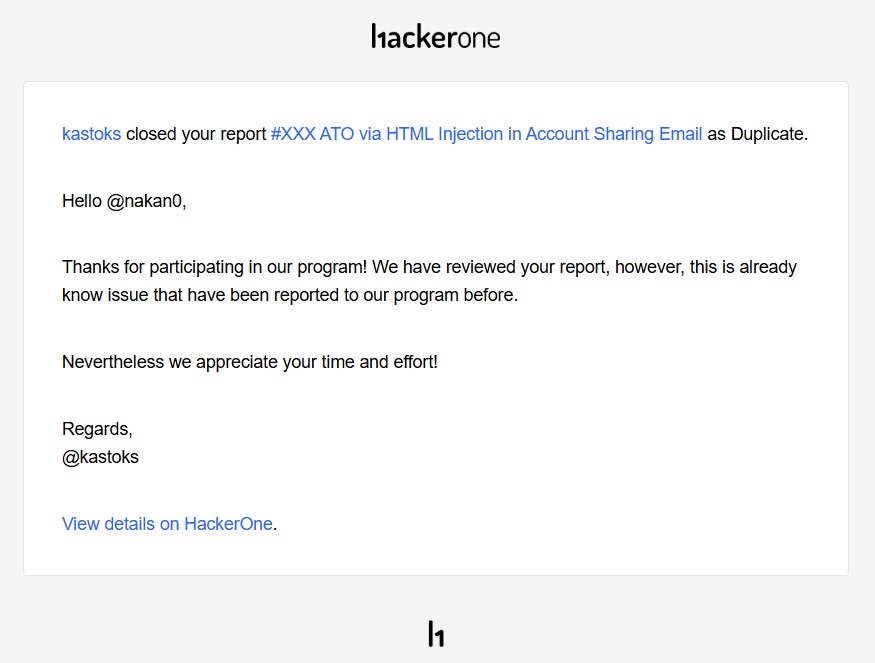 hackerone
kastoks closed your report #XXX ATO via HTML Injection in Account Sharing Email as Duplicate.
Hello @nakan0,
Thanks for participating in our program! We have reviewed your report, however, this is already
know issue that have been reported to our program before.
Nevertheless we appreciate your time and effort!
Regards,
@kastoks
View details on HackerOne.
h1